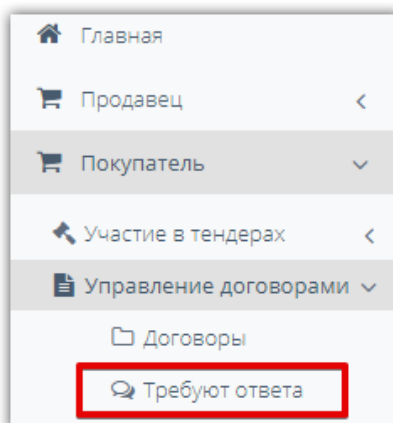 Главная
Продавец
Покупатель
Участие в тендерах
Управление договорами
Договоры
Требуют ответа